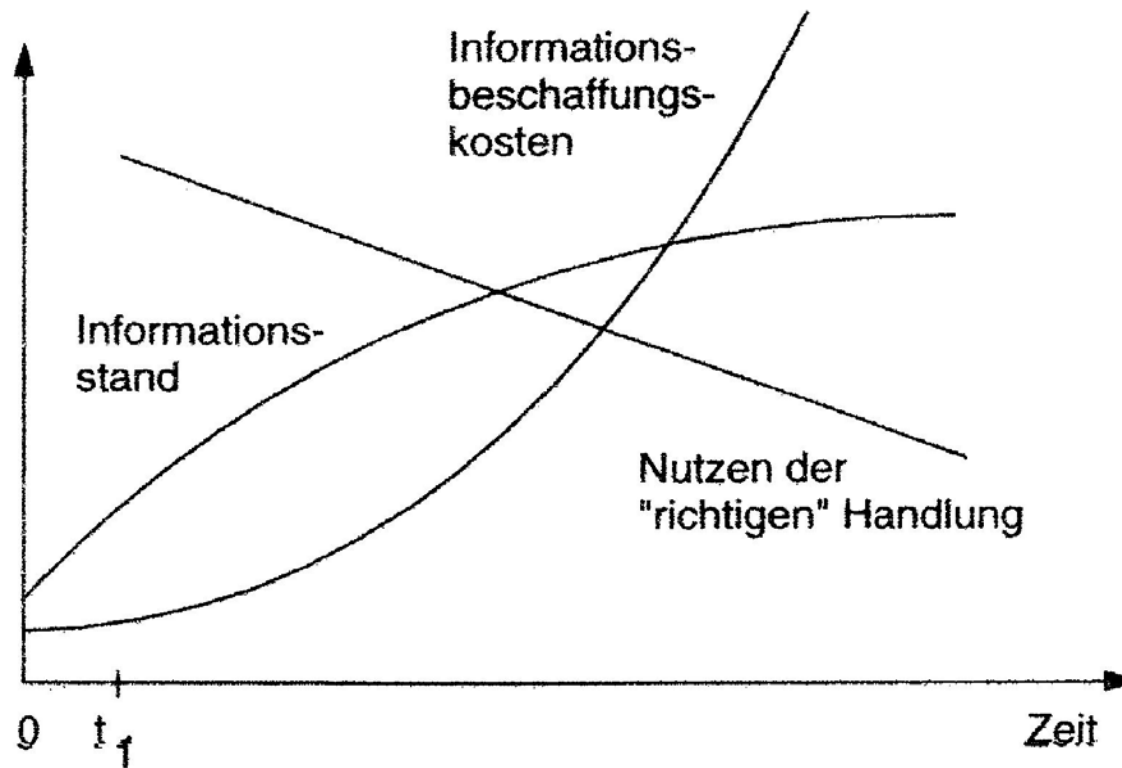 Informations-
beschaffungs-
kosten
Informations-
stand
Nutzen der
"richtigen" Handlung
0
t1
Zeit